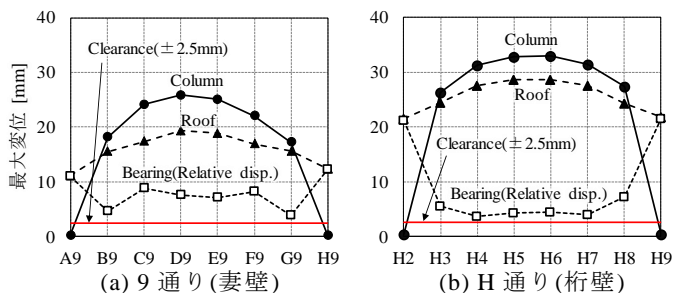 最大変位 [mm]
40
30
20
10
0
Clearance(±2.5mm)
Column
Roof
Bearing(Relative disp.)
A9 B9 C9 D9 E9 F9 G9 H9
(a) 9 通り(妻壁)
40
30
20
10
0
Column
Roof
Clearance(±2.5mm)
Bearing(Relative disp.)
H2 H3 H4 H5 H6 H7 H8 H9
(b) H 通り(桁壁)